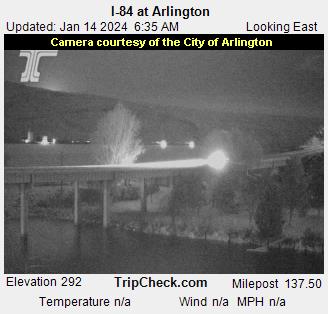 I-84 at Arlington
Updated: Jan 14 2024 6:35 AM Looking East
Camera courtesy of the City of Arlington
Elevation 292 TripCheck.com Milepost 137.50
Temperature n/a Wind n/a MPH n/a